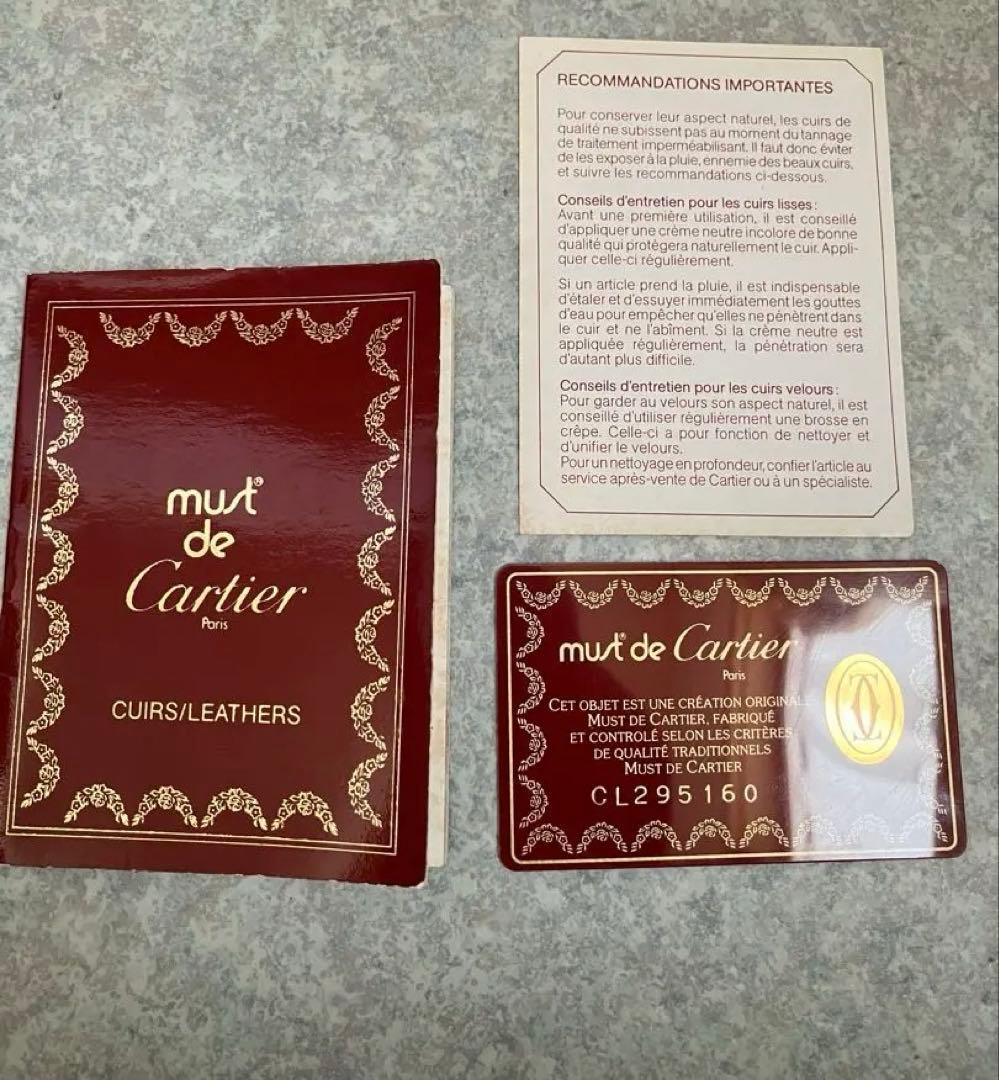 must®
de
Cartier
Paris
CUIRS/LEATHERS
RECOMMANDATIONS IMPORTANTES
Pour conserver leur aspect naturel, les cuirs de
qualité ne subissent pas au moment du tannage
de traitement imperméabilisant. Il faut donc éviter
de les exposer à la pluie, ennemie des beaux cuirs,
et suivre les recommandations ci-dessous.
Conseils d'entretien pour les cuirs lisses :
Avant une première utilisation, il est conseillé
d'appliquer une crème neutre incolore de bonne
qualité qui protègera naturellement le cuir. Appli-
quer celle-ci régulièrement.
Si un article prend la pluie, il est indispensable
d'étaler et d'essuyer immédiatement les gouttes
d'eau pour empêcher qu'elles ne pénètrent dans
le cuir et ne l'abîment. Si la crème neutre est
appliquée régulièrement, la pénétration sera
d'autant plus difficile.
Conseils d'entretien pour les cuirs velours :
Pour garder au velours son aspect naturel, il est
conseillé d'utiliser régulièrement une brosse en
crêpe. Celle-ci a pour fonction de nettoyer et
d'unifier le velours.
Pour un nettoyage en profondeur, confier l'article au
service après-vente de Cartier ou à un spécialiste.
must® de Cartier
Paris
CET OBJET EST UNE CRÉATION ORIGINALE
MUST DE CARTIER, FABRIQUÉ
ET CONTROLÉ SELON LES CRITÈRES
DE QUALITÉ TRADITIONNELS
MUST DE CARTIER
CL295160